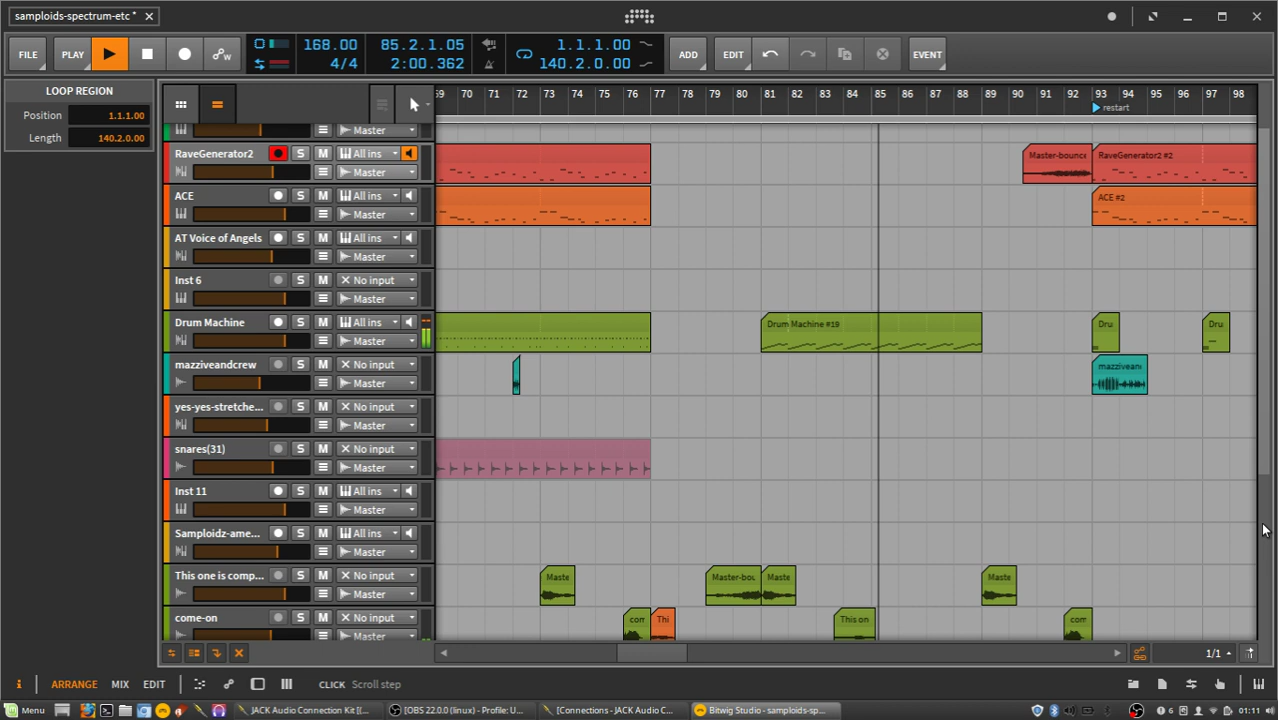 samploids-spectrum-etc *
FILE PLAY 168.00 85.2.1.05 1.1.1.00 ADD EDIT EVENT
4/4 2:00.362 140.2.0.00
LOOP REGION
Position 1.1.1.00
Length 140.2.0.00
69 70 71 72 73 74 75 76 77 78 79 80 81 82 83 84 85 86 87 88 89 90 91 92 93 94 95 96 97 98
restart
Master
RaveGenerator2 S M All ins Master-bounce RaveGenerator2 #2
Master
ACE S M All ins ACE #2
Master
AT Voice of Angels S M All ins
Master
Inst 6 S M No input
Master
Drum Machine S M All ins Drum Machine #19 Dru Dru
Master
mazziveandcrew S M No input mazziveand
Master
yes-yes-stretche... S M No input
Master
snares(31) S M No input
Master
Inst 11 S M All ins
Master
Samploidz-ame... S M All ins
Master
This one is comp... S M No input Maste Master-bou Maste Maste
Master
come-on S M No input com Thi This on com
Master
1/1
i ARRANGE MIX EDIT CLICK Scroll step
Menu JACK Audio Connection Kit [(... [OBS 22.0.0 (linux) - Profile: U... [Connections - JACK Audio C... Bitwig Studio - samploids-sp... 6 01:11